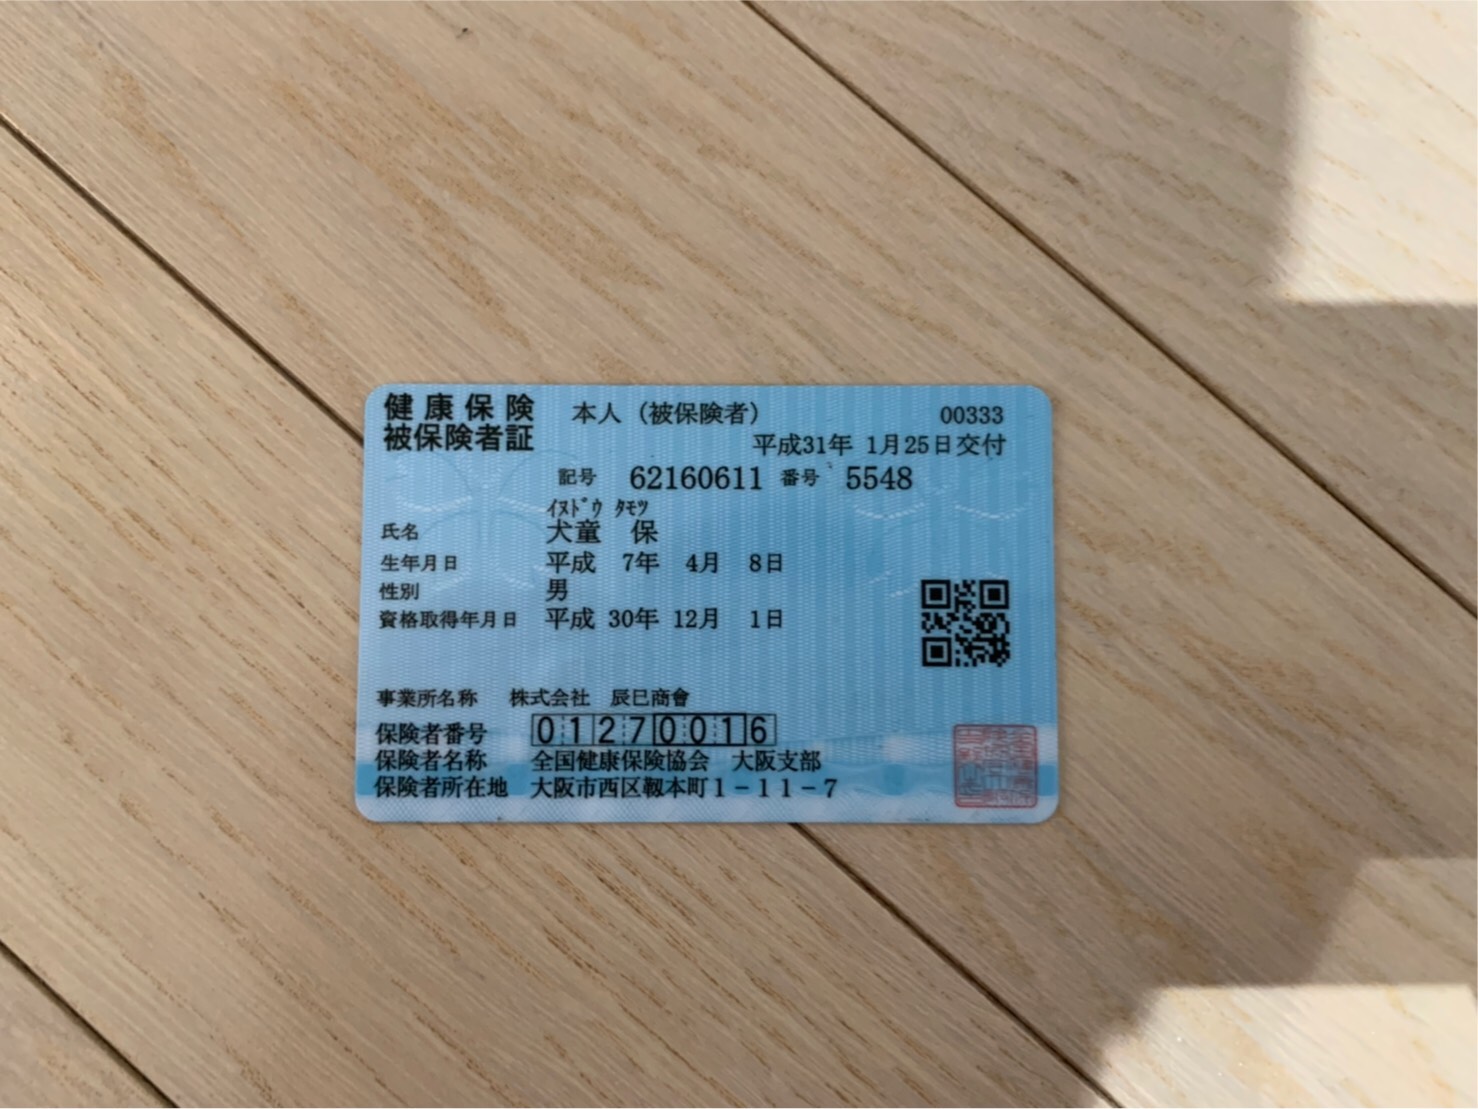 健康保険 本人（被保険者） 00333
被保険者証 平成31年 1月25日交付
記号 62160611 番号 5548
ｲﾇﾄﾞｳ ﾀﾓﾂ
氏名 犬童 保
生年月日 平成 7年 4月 8日
性別 男
資格取得年月日 平成 30年 12月 1日
事業所名称 株式会社 辰巳商會
保険者番号 01270016
保険者名称 全国健康保険協会 大阪支部
保険者所在地 大阪市西区靱本町1－11－7